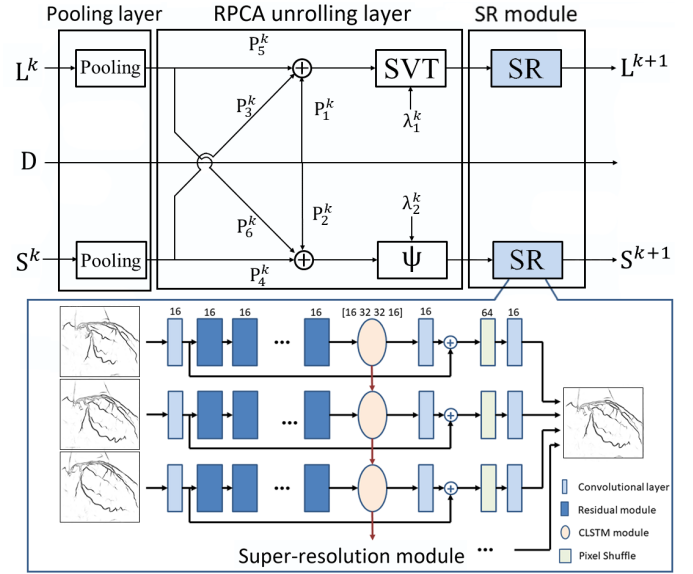 Pooling layer RPCA unrolling layer SR module
L^k Pooling P_5^k SVT SR L^{k+1}
P_3^k P_1^k λ_1^k
D
P_6^k P_2^k λ_2^k
S^k Pooling P_4^k ψ SR S^{k+1}
16 16 16 ... 16 [16 32 32 16] 16 64 16
...
...
Convolutional layer
Residual module
CLSTM module
Pixel Shuffle
Super-resolution module ...